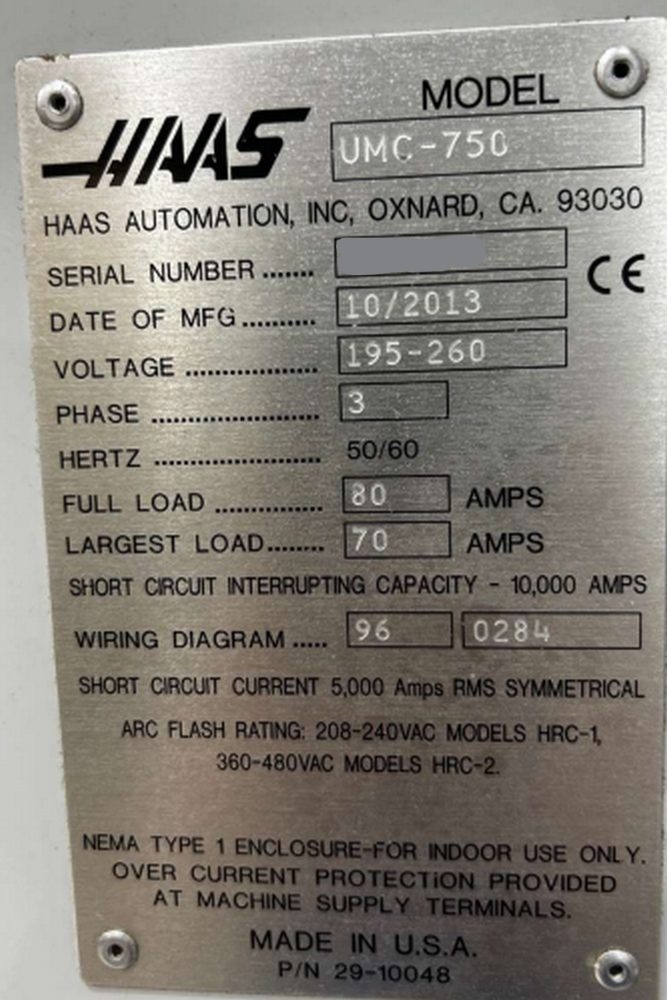 MODEL
HAAS UMC-750
HAAS AUTOMATION, INC, OXNARD, CA. 93030
SERIAL NUMBER .......
CE
DATE OF MFG.......... 10/2013
VOLTAGE ................... 195-260
PHASE ........................ 3
HERTZ ........................ 50/60
FULL LOAD ............... 80 AMPS
LARGEST LOAD........ 70 AMPS
SHORT CIRCUIT INTERRUPTING CAPACITY - 10,000 AMPS
WIRING DIAGRAM ..... 96 0284
SHORT CIRCUIT CURRENT 5,000 Amps RMS SYMMETRICAL
ARC FLASH RATING: 208-240VAC MODELS HRC-1,
360-480VAC MODELS HRC-2.
NEMA TYPE 1 ENCLOSURE-FOR INDOOR USE ONLY.
OVER CURRENT PROTECTiON PROVIDED
AT MACHINE SUPPLY TERMINALS.
MADE IN U.S.A.
P/N 29-10048